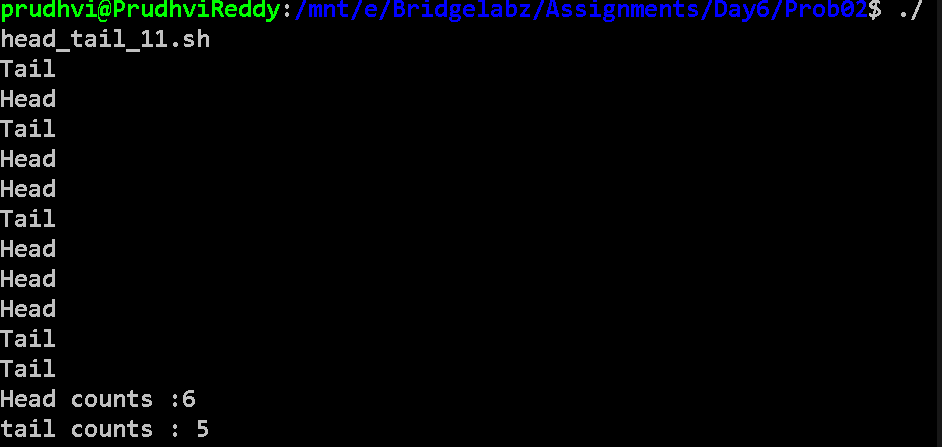 prudhvi@PrudhviReddy:/mnt/e/Bridgelabz/Assignments/Day6/Prob02$ ./
head_tail_11.sh
Tail
Head
Tail
Head
Head
Tail
Head
Head
Head
Tail
Tail
Head counts :6
tail counts : 5